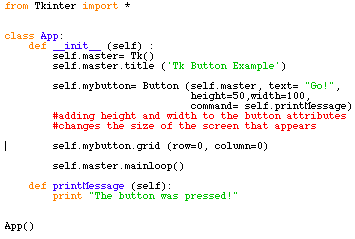 from Tkinter import *
class App:
def __init__ (self) :
self.master= Tk()
self.master.title ('Tk Button Example')
self.mybutton= Button (self.master, text= "Go!",
height=50,width=100,
command= self.printMessage)
#adding height and width to the button attributes
#changes the size of the screen that appears
self.mybutton.grid (row=0, column=0)
self.master.mainloop()
def printMessage (self):
print "The button was pressed!"
App()